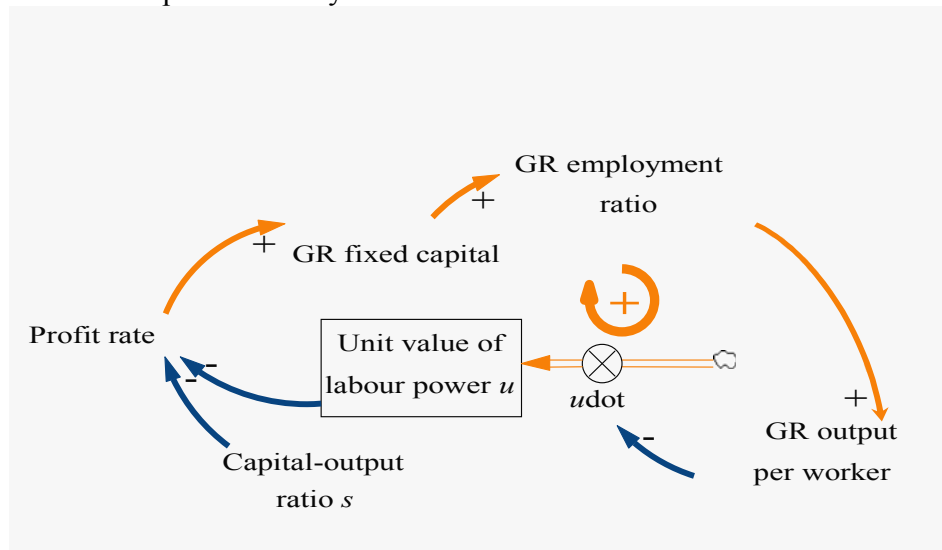 GR employment
ratio
+
+
GR fixed capital
+
Profit rate
Unit value of
labour power u
udot
-
-
+
-
GR output
per worker
Capital-output
ratio s